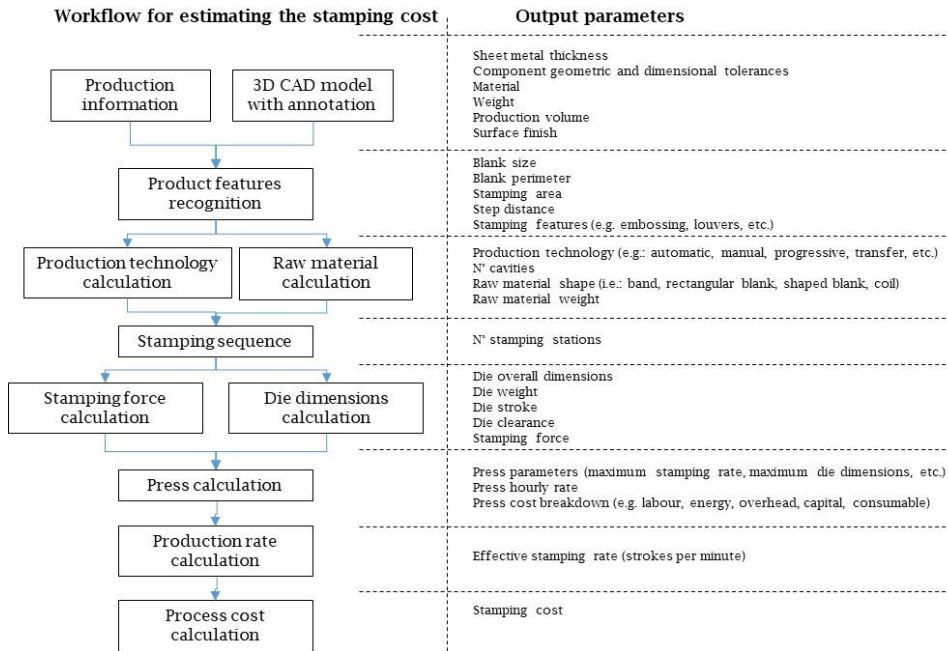 Workflow for estimating the stamping cost
Output parameters
Production
information
3D CAD model
with annotation
Sheet metal thickness
Component geometric and dimensional tolerances
Material
Weight
Production volume
Surface finish
Product features
recognition
Blank size
Blank perimeter
Stamping area
Step distance
Stamping features (e.g. embossing, louvers, etc.)
Production technology
calculation
Raw material
calculation
Production technology (e.g.: automatic, manual, progressive, transfer, etc.)
N° cavities
Raw material shape (i.e.: band, rectangular blank, shaped blank, coil)
Raw material weight
Stamping sequence
N° stamping stations
Stamping force
calculation
Die dimensions
calculation
Die overall dimensions
Die weight
Die stroke
Die clearance
Stamping force
Press calculation
Press parameters (maximum stamping rate, maximum die dimensions, etc.)
Press hourly rate
Press cost breakdown (e.g. labour, energy, overhead, capital, consumable)
Production rate
calculation
Effective stamping rate (strokes per minute)
Process cost
calculation
Stamping cost